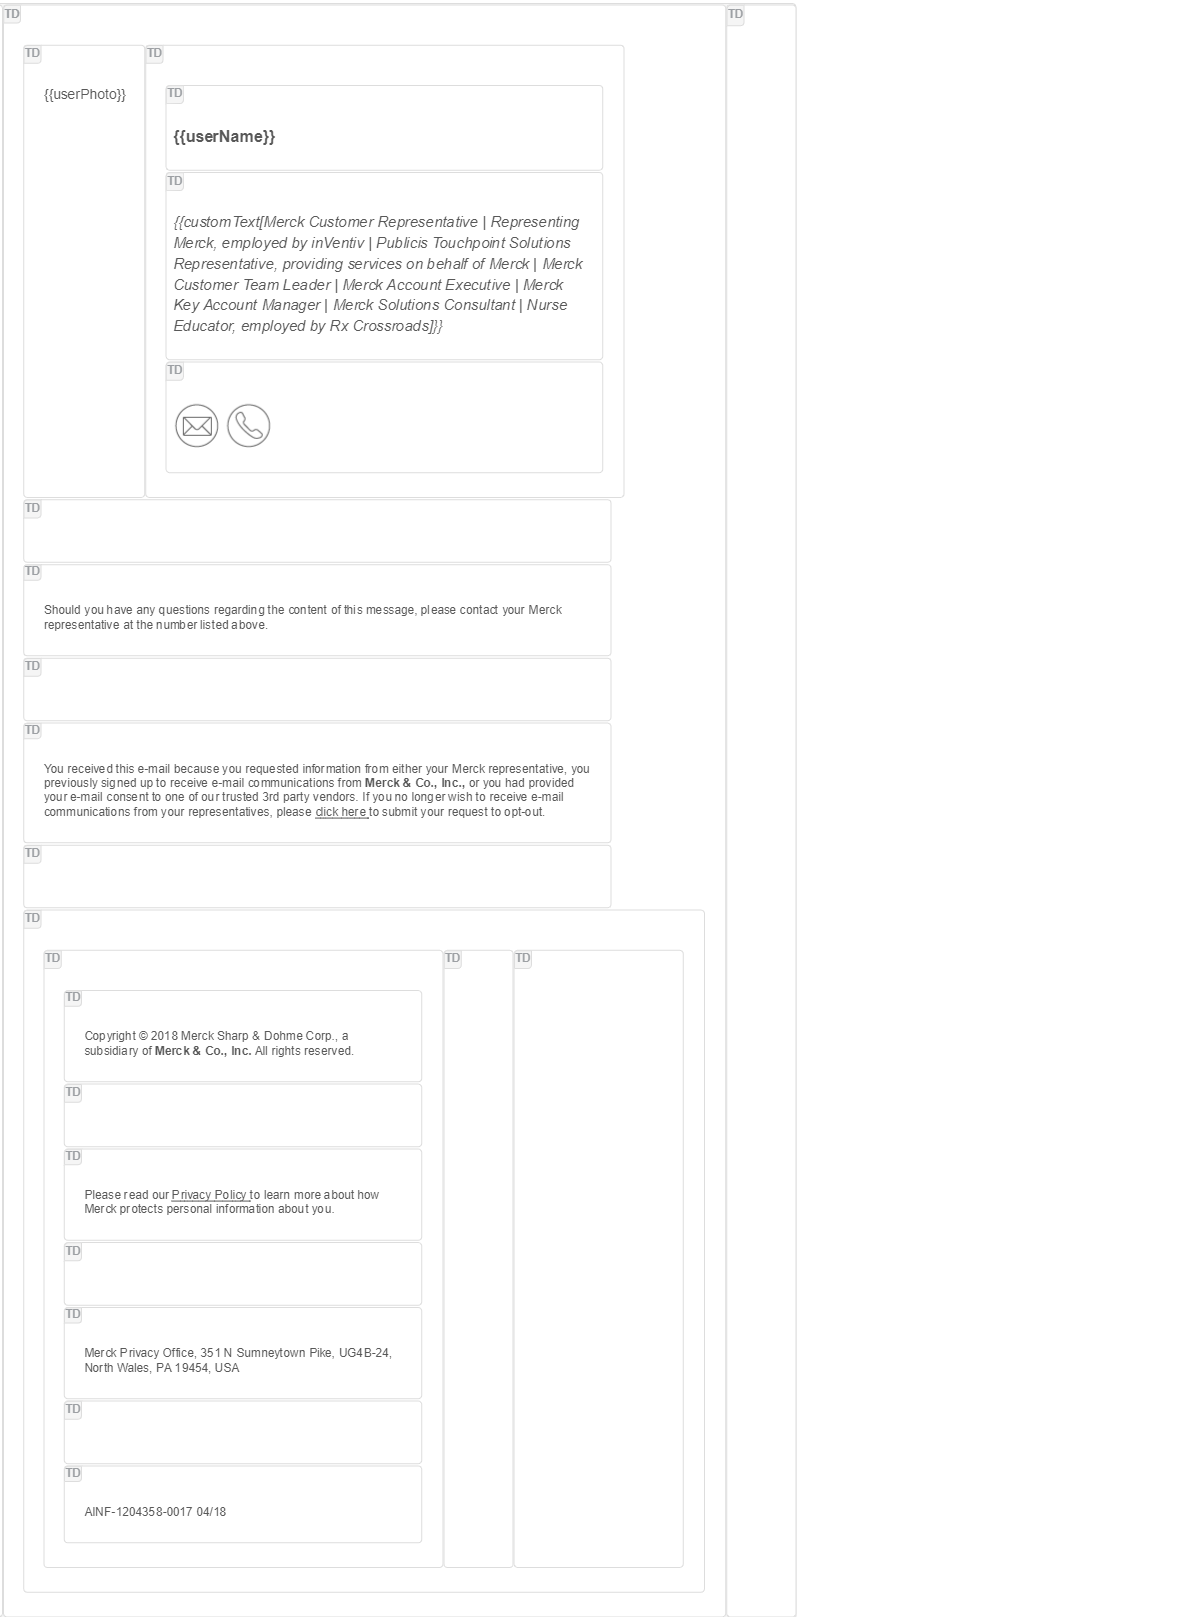 TD TD
TD TD
{{userPhoto}}
TD
{{userName}}
TD
{{customText[Merck Customer Representative | Representing
Merck, employed by inVentiv | Publicis Touchpoint Solutions
Representative, providing services on behalf of Merck | Merck
Customer Team Leader | Merck Account Executive | Merck
Key Account Manager | Merck Solutions Consultant | Nurse
Educator, employed by Rx Crossroads]}}
TD
TD
TD
Should you have any questions regarding the content of this message, please contact your Merck
representative at the number listed above.
TD
TD
You received this e-mail because you requested information from either your Merck representative, you
previously signed up to receive e-mail communications from Merck & Co., Inc., or you had provided
your e-mail consent to one of our trusted 3rd party vendors. If you no longer wish to receive e-mail
communications from your representatives, please click here to submit your request to opt-out.
TD
TD
TD TD TD
TD
Copyright © 2018 Merck Sharp & Dohme Corp., a
subsidiary of Merck & Co., Inc. All rights reserved.
TD
TD
Please read our Privacy Policy to learn more about how
Merck protects personal information about you.
TD
TD
Merck Privacy Office, 351 N Sumneytown Pike, UG4B-24,
North Wales, PA 19454, USA
TD
TD
AINF-1204358-0017 04/18